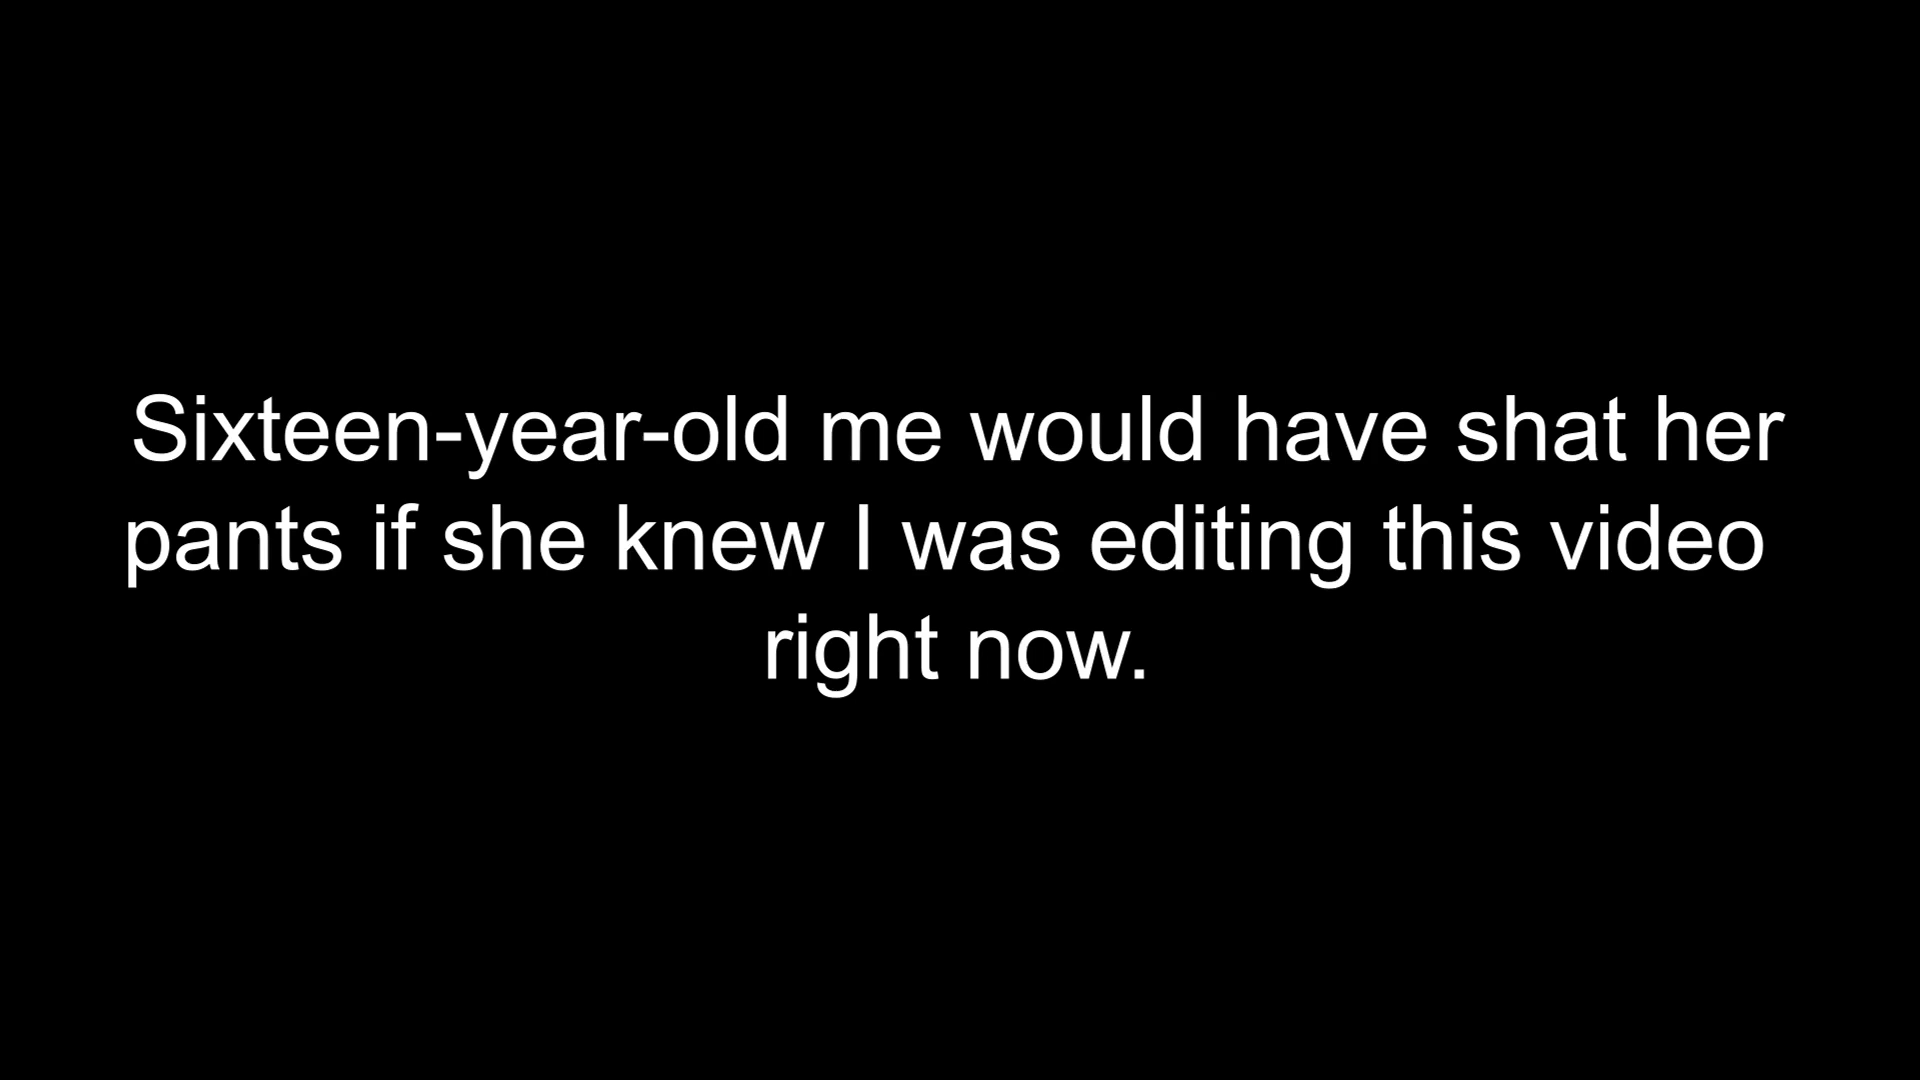 Sixteen-year-old me would have shat her
pants if she knew I was editing this video
right now.